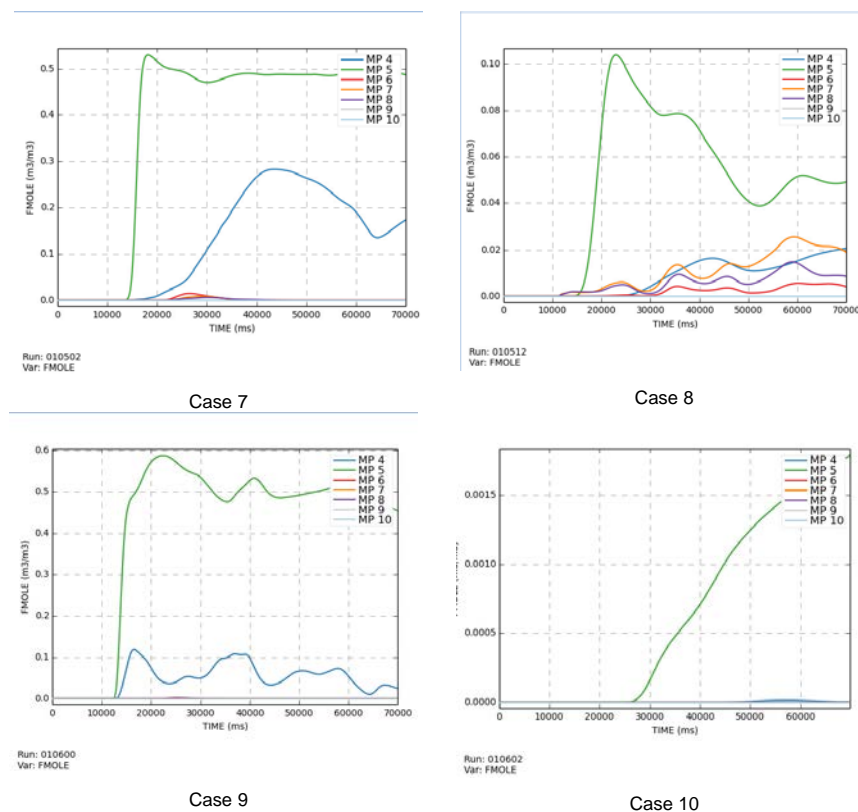 0.5
0.4
0.3
0.2
0.1
0.0
FMOLE (m3/m3)
MP 4
MP 5
MP 6
MP 7
MP 8
MP 9
MP 10
0 10000 20000 30000 40000 50000 60000 70000
TIME (ms)
Run: 010502
Var: FMOLE
Case 7
0.10
0.08
0.06
0.04
0.02
0.00
FMOLE (m3/m3)
MP 4
MP 5
MP 6
MP 7
MP 8
MP 9
MP 10
0 10000 20000 30000 40000 50000 60000 70000
TIME (ms)
Run: 010512
Var: FMOLE
Case 8
0.6
0.5
0.4
0.3
0.2
0.1
0.0
FMOLE (m3/m3)
MP 4
MP 5
MP 6
MP 7
MP 8
MP 9
MP 10
0 10000 20000 30000 40000 50000 60000 70000
TIME (ms)
Run: 010600
Var: FMOLE
Case 9
0.0015
0.0010
0.0005
0.0000
MP 4
MP 5
MP 6
MP 7
MP 8
MP 9
MP 10
0 10000 20000 30000 40000 50000 60000
TIME (ms)
Run: 010602
Var: FMOLE
Case 10